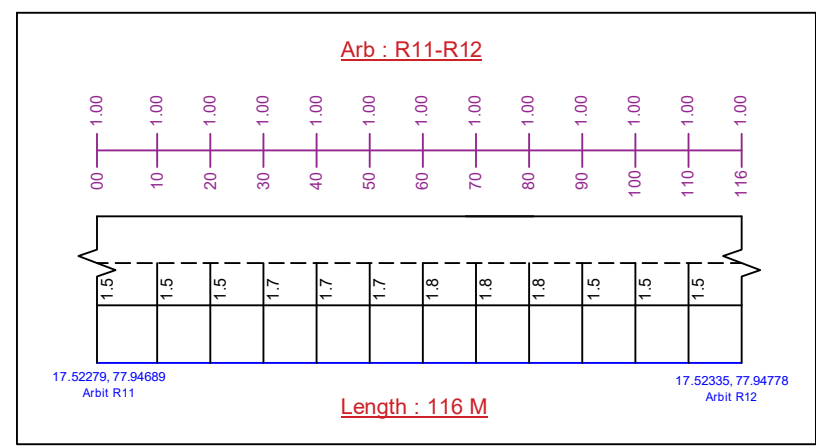 Arb : R11-R12
1.00 1.00 1.00 1.00 1.00 1.00 1.00 1.00 1.00 1.00 1.00 1.00 1.00
00 10 20 30 40 50 60 70 80 90 100 110 116
1.5 1.5 1.5 1.7 1.7 1.7 1.8 1.8 1.8 1.5 1.5 1.5
17.52279, 77.94689
Arbit R11
17.52335, 77.94778
Arbit R12
Length : 116 M